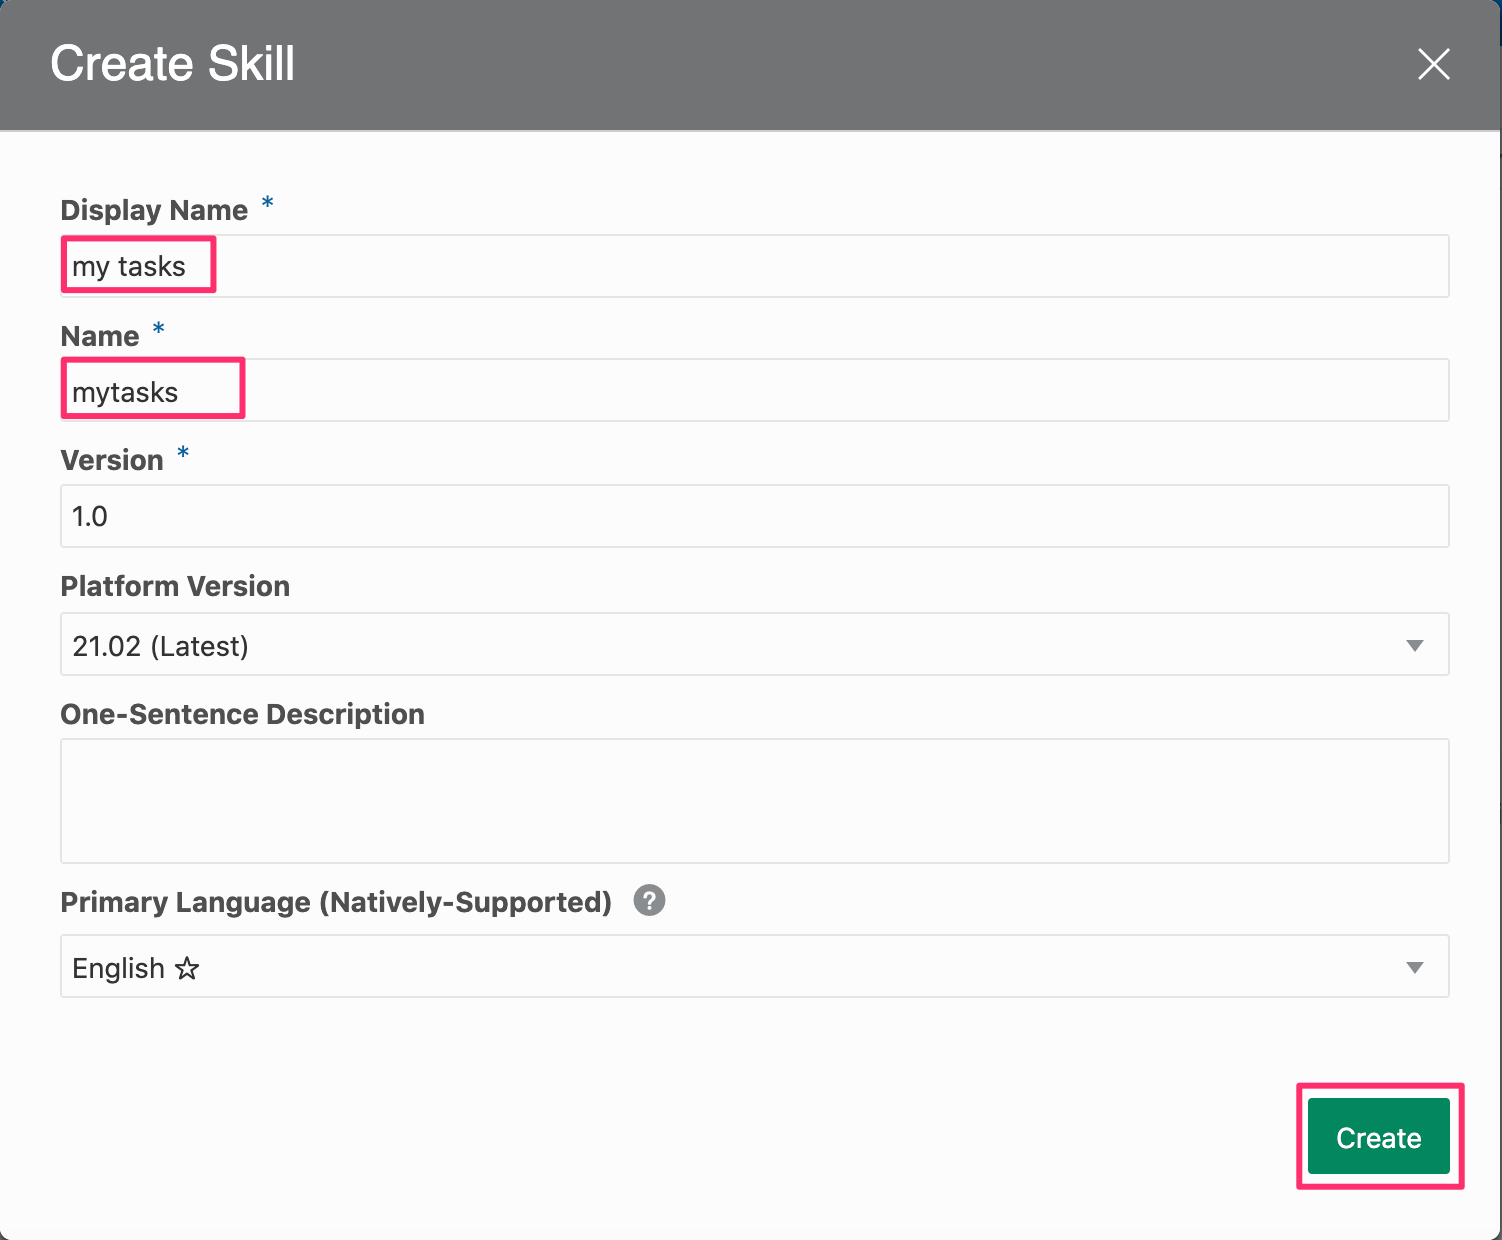 Create Skill
Display Name *
my tasks
Name *
mytasks
Version *
1.0
Platform Version
21.02 (Latest)
One-Sentence Description
Primary Language (Natively-Supported) ?
English ☆
Create